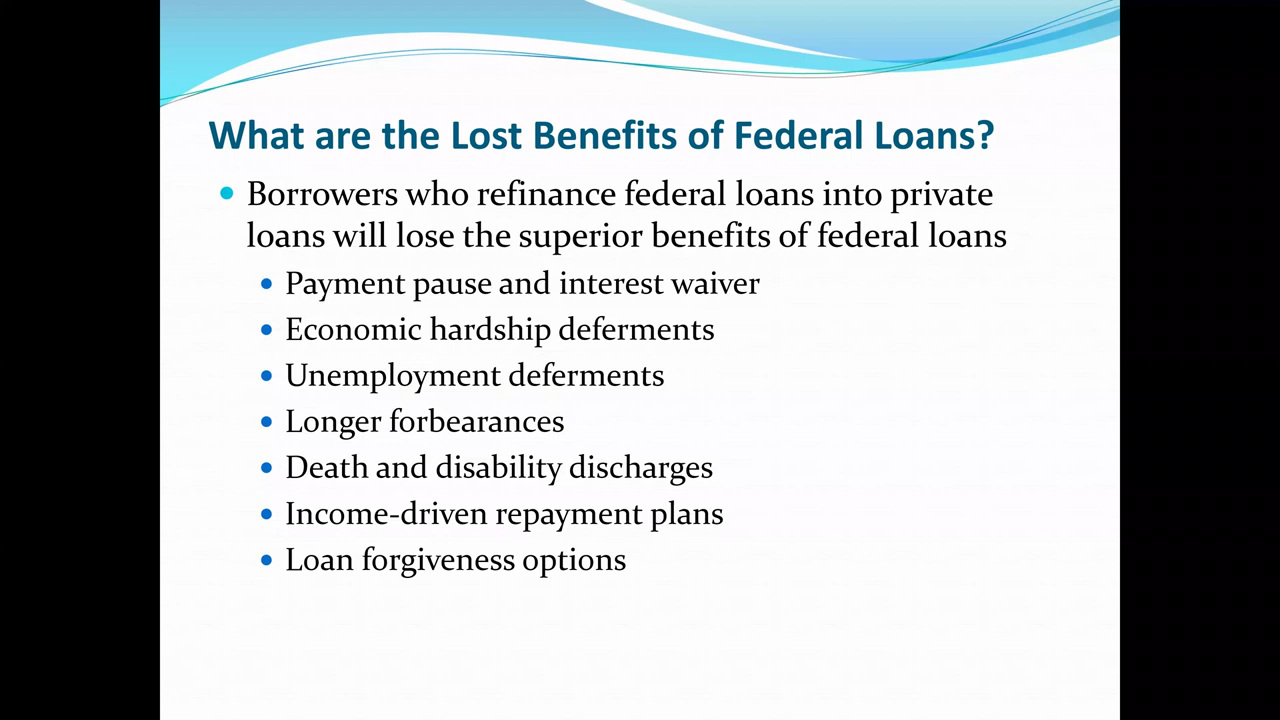 What are the Lost Benefits of Federal Loans?
Borrowers who refinance federal loans into private
loans will lose the superior benefits of federal loans
Payment pause and interest waiver
Economic hardship deferments
Unemployment deferments
Longer forbearances
Death and disability discharges
Income-driven repayment plans
Loan forgiveness options